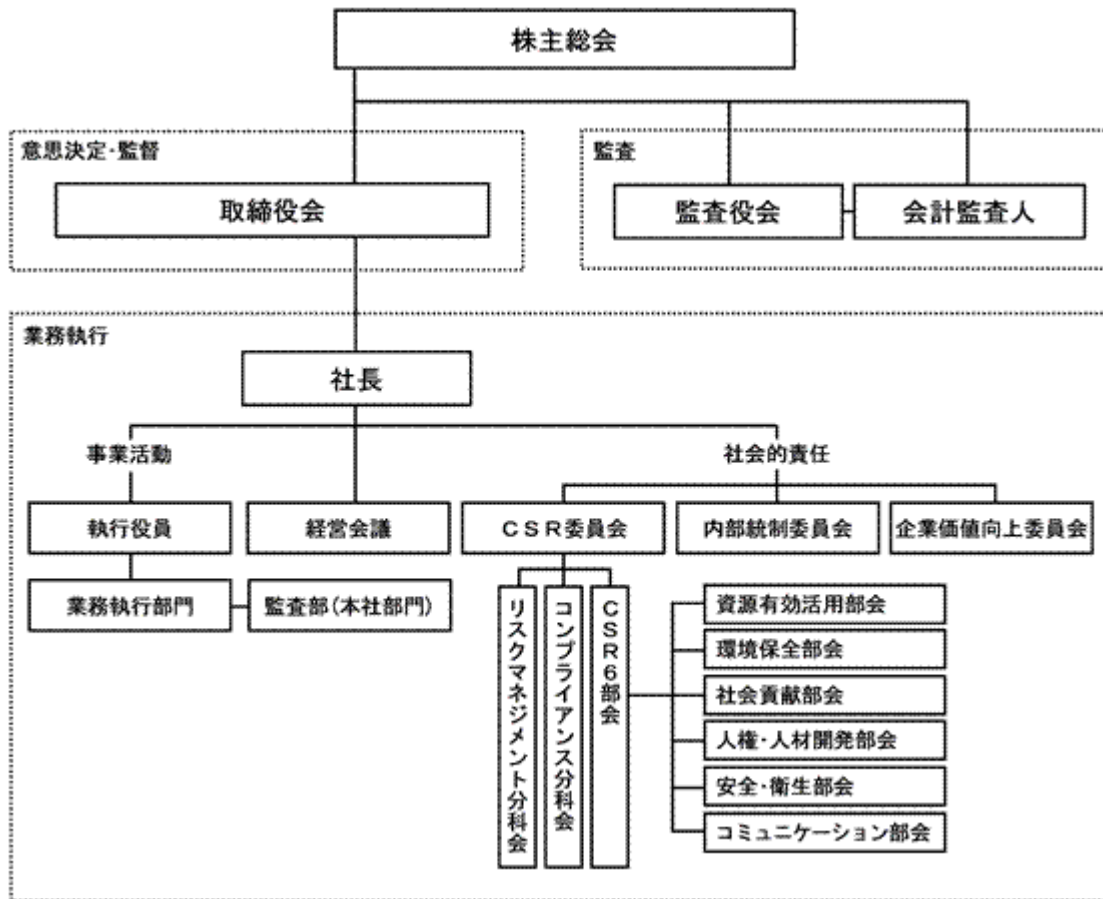 株主総会
意思決定・監督
監査
取締役会
監査役会
会計監査人
業務執行
社長
事業活動
社会的責任
執行役員
経営会議
CSR委員会
内部統制委員会
企業価値向上委員会
業務執行部門
監査部(本社部門)
リスクマネジメント分科会
コンプライアンス分科会
CSR6部会
資源有効活用部会
環境保全部会
社会貢献部会
人権・人材開発部会
安全・衛生部会
コミュニケーション部会